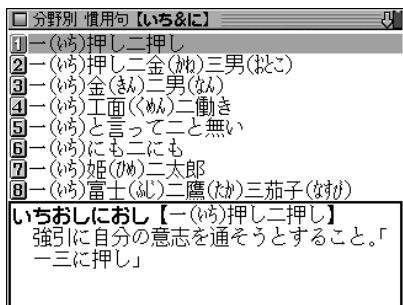 分野別 慣用句【いち&に】
1 一(いち)押し二押し
2 一(いち)押し二金(かね)三男(おとこ)
3 一(いち)金(きん)二男(なん)
4 一(いち)工面(くめん)二働き
5 一(いち)と言って二と無い
6 一(いち)にも二にも
7 一(いち)姫(ひめ)二太郎
8 一(いち)富士(ふじ)二鷹(たか)三茄子(なすび)
いちおしにおし【一(いち)押し二押し】
強引に自分の意志を通そうとすること。「
一三に押し」